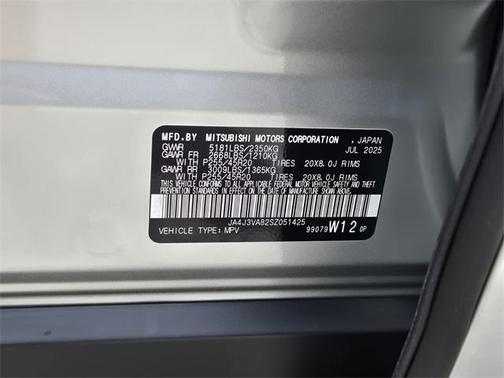 MFD.BY MITSUBISHI MOTORS CORPORATION, JAPAN
GVWR 5181LBS/2350KG JUL 2025
GAWR FR 2668LBS/1210KG
WITH P255/45R20 TIRES 20X8.0J RIMS
GAWR RR 3009LBS/1365KG
WITH P255/45R20 TIRES 20X8.0J RIMS
THIS VEHICLE CONFORMS TO ALL APPLICABLE FEDERAL MOTOR
VEHICLE SAFETY, BUMPER, AND THEFT PREVENTION STANDARDS
IN EFFECT ON THE DATE OF MANUFACTURE SHOWN ABOVE.
JA4J3VA82SZ051425
VEHICLE TYPE: MPV 99079 W12 0P